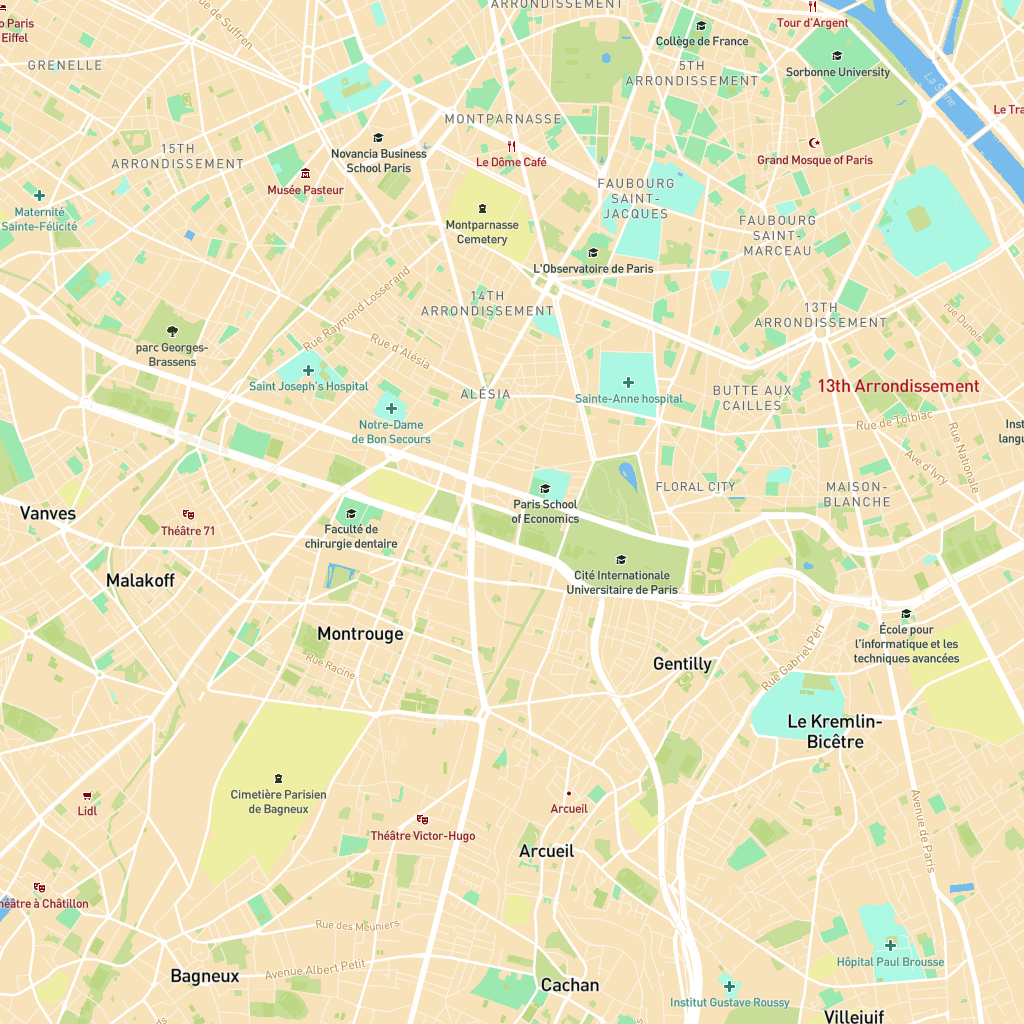 ARRONDISSEMENT
Rue de Suffren
o Paris
Eiffel
Tour d'Argent
Collège de France
GRENELLE
5TH
ARRONDISSEMENT
Sorbonne University
La Seine
Le Tra
MONTPARNASSE
15TH
ARRONDISSEMENT
Novancia Business
School Paris
Le Dôme Café
Grand Mosque of Paris
Musée Pasteur
FAUBOURG
SAINT-
JACQUES
Maternité
Sainte-Félicité
Montparnasse
Cemetery
FAUBOURG
SAINT-
MARCEAU
L'Observatoire de Paris
14TH
ARRONDISSEMENT
Rue Raymond Losserand
13TH
ARRONDISSEMENT
Rue Dunois
parc Georges-
Brassens
Rue d'Alésia
Saint Joseph's Hospital
ALÉSIA
Sainte-Anne hospital
BUTTE AUX
CAILLES
13th Arrondissement
Notre-Dame
de Bon Secours
Rue de Tolbiac
Inst
langu
Rue Nationale
Ave d'Ivry
FLORAL CITY
MAISON-
BLANCHE
Vanves
Théâtre 71
Paris School
of Economics
Faculté de
chirurgie dentaire
Malakoff
Cité Internationale
Universitaire de Paris
Montrouge
École pour
l'informatique et les
techniques avancées
Rue Gabriel Péri
Rue Racine
Gentilly
Le Kremlin-
Bicêtre
Cimetière Parisien
de Bagneux
Lidl
Arcueil
Avenue de Paris
Théâtre Victor-Hugo
Arcueil
héâtre à Châtillon
Rue des Meuniers
Hôpital Paul Brousse
Bagneux
Avenue Albert Petit
Cachan
Institut Gustave Roussy
Villejuif